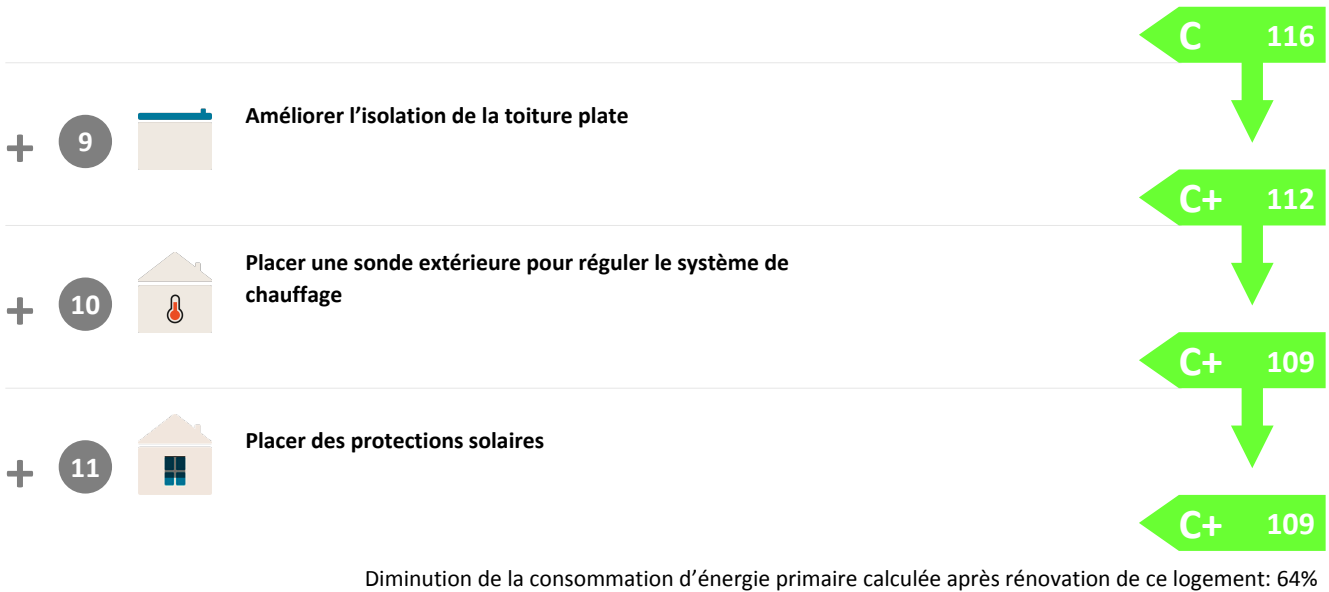 C 116
+ 9 Améliorer l’isolation de la toiture plate
C+ 112
+ 10 Placer une sonde extérieure pour réguler le système de
chauffage
C+ 109
+ 11 Placer des protections solaires
C+ 109
Diminution de la consommation d’énergie primaire calculée après rénovation de ce logement: 64%